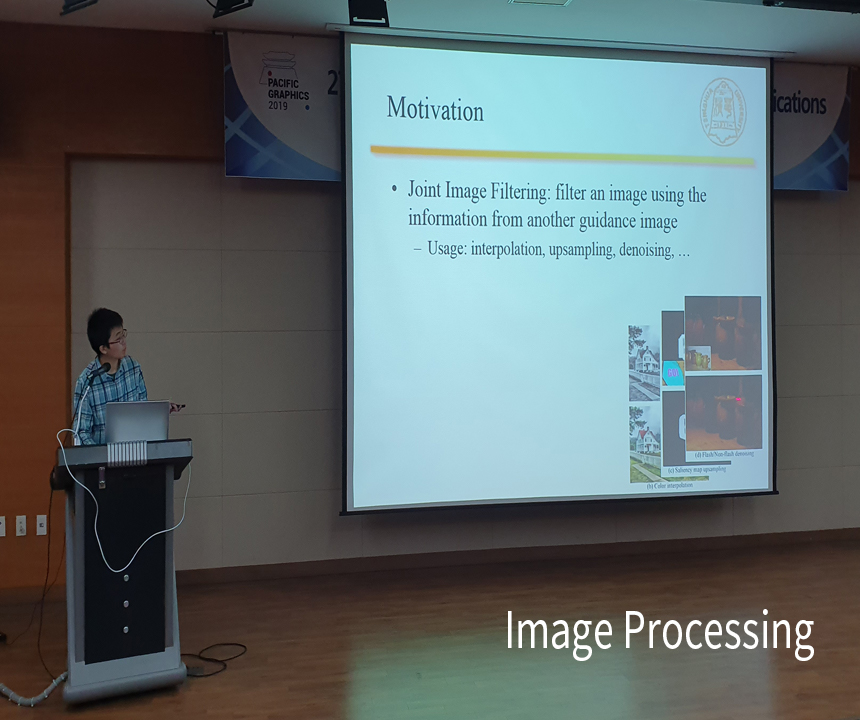 PACIFIC
GRAPHICS
2019
2
ications
Motivation
• Joint Image Filtering: filter an image using the
information from another guidance image
– Usage: interpolation, upsampling, denoising, …
(d) Flash/Non-flash denoising
(c) Saliency map upsampling
(b) Color interpolation
Image Processing